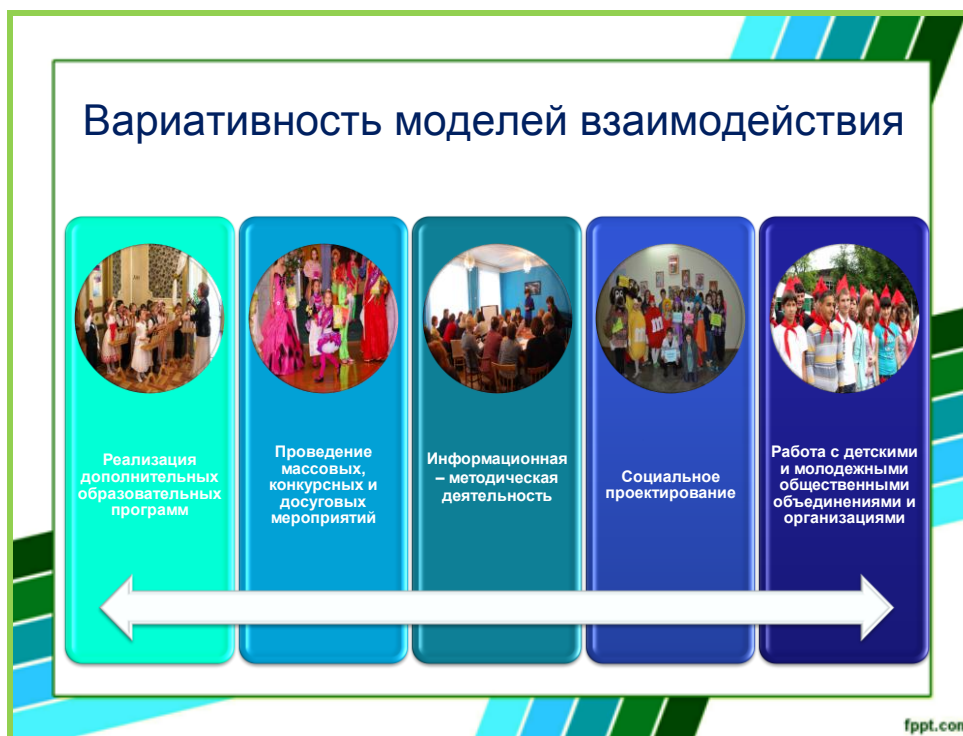 Вариативность моделей взаимодействия
Реализация
дополнительных
образовательных
программ
Проведение
массовых,
конкурсных и
досуговых
мероприятий
Информационная
– методическая
деятельность
Социальное
проектирование
Работа с детскими
и молодежными
общественными
объединениями и
организациями
fppt.com